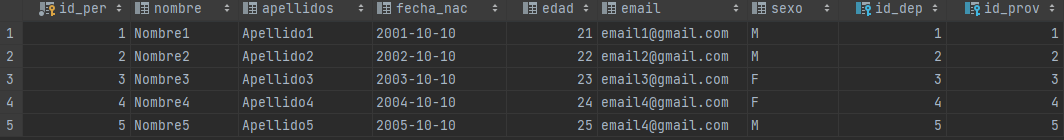 id_per nombre apellidos fecha_nac edad email sexo id_dep id_prov
1 1 Nombre1 Apellido1 2001-10-10 21 email1@gmail.com M 1 1
2 2 Nombre2 Apellido2 2002-10-10 22 email2@gmail.com M 2 2
3 3 Nombre3 Apellido3 2003-10-10 23 email3@gmail.com F 3 3
4 4 Nombre4 Apellido4 2004-10-10 24 email4@gmail.com F 4 4
5 5 Nombre5 Apellido5 2005-10-10 25 email4@gmail.com M 5 5